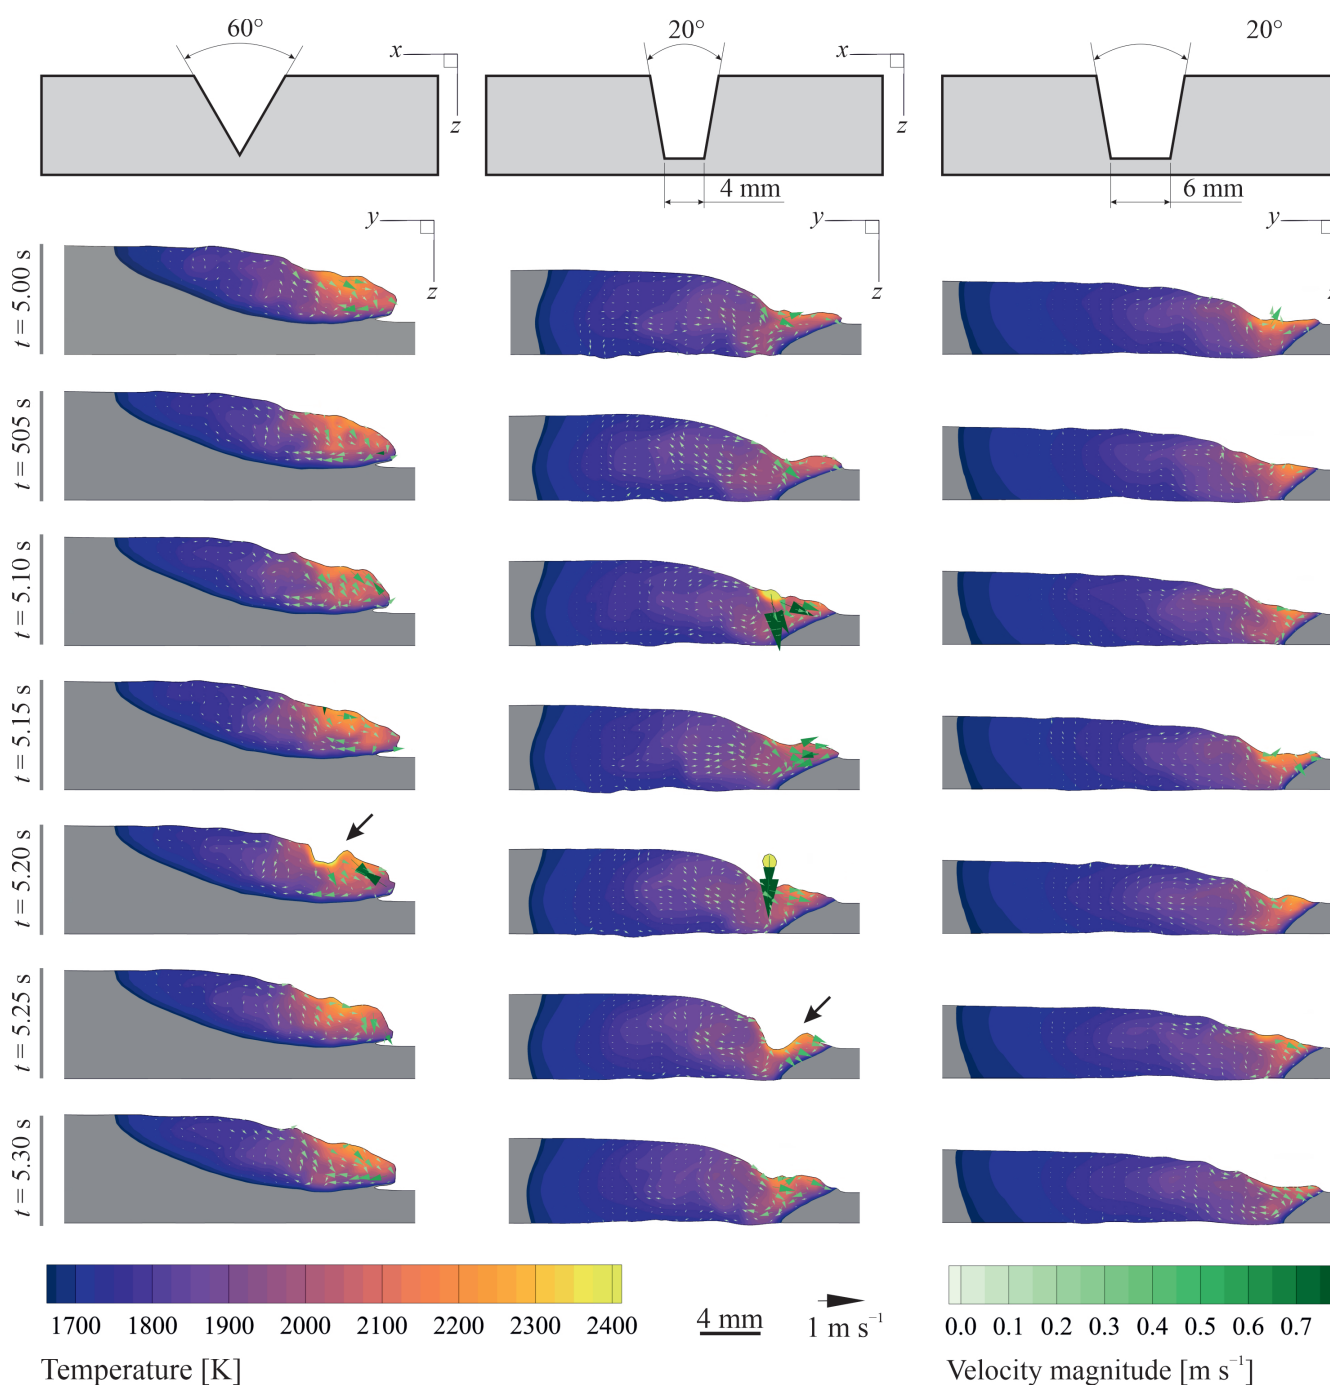 60° 20° 20°
x x
z z
4 mm 6 mm
y y y
z z z
t = 5.00 s
t = 505 s
t = 5.10 s
t = 5.15 s
t = 5.20 s
t = 5.25 s
t = 5.30 s
1700 1800 1900 2000 2100 2200 2300 2400
Temperature [K]
4 mm
1 m s⁻¹
0.0 0.1 0.2 0.3 0.4 0.5 0.6 0.7
Velocity magnitude [m s⁻¹]